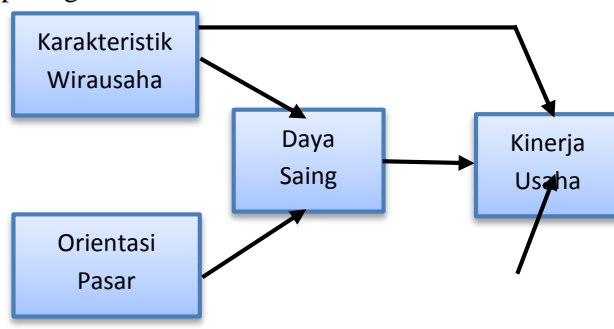 Karakteristik
Wirausaha
Daya
Saing
Kinerja
Usaha
Orientasi
Pasar